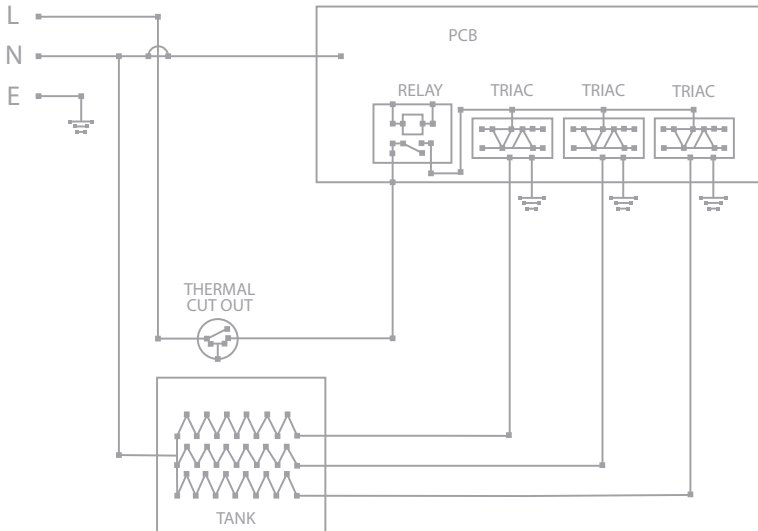 L
N
E
PCB
RELAY
TRIAC
TRIAC
TRIAC
THERMAL
CUT OUT
TANK